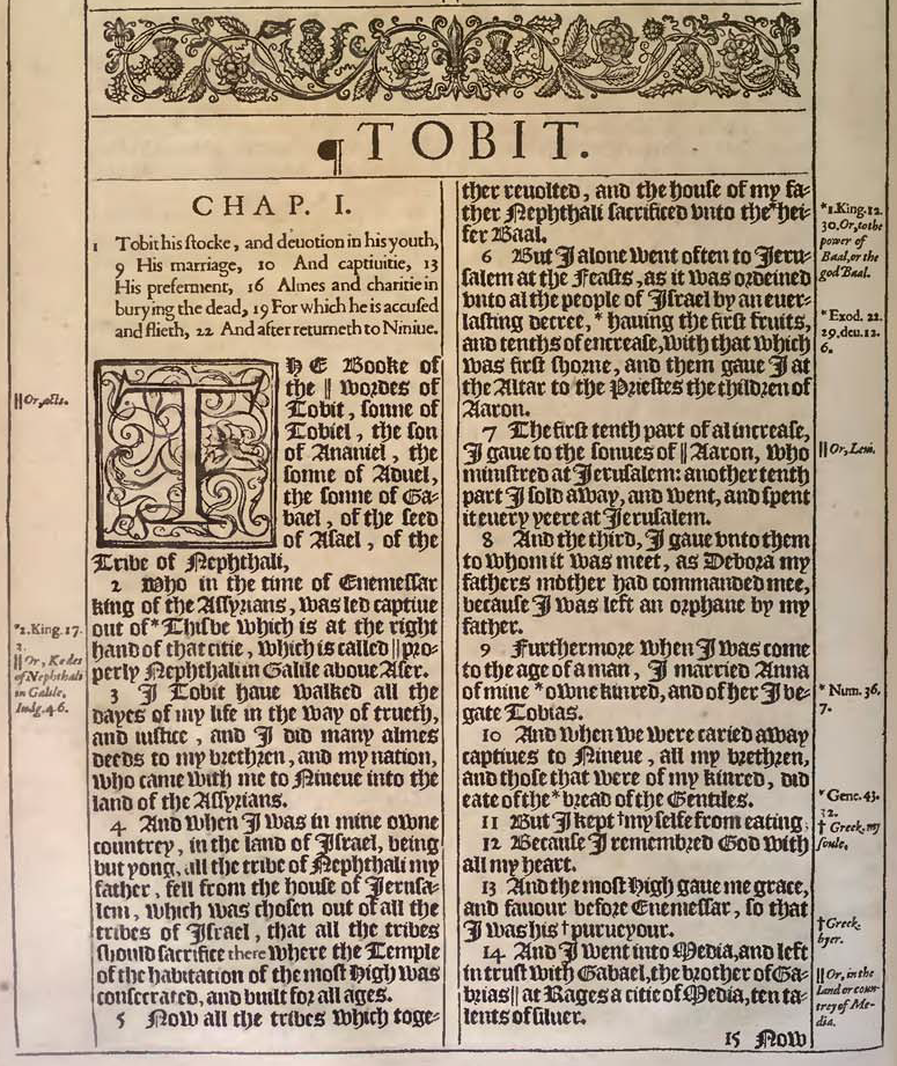 ¶TOBIT.
CHAP. I.
1 Tobit his stocke, and deuotion in his youth,
9 His marriage, 10 And captiuitie, 13
His preferment, 16 Almes and charitie in
burying the dead, 19 For which he is accused
and flieth, 22 And after returneth to Niniue.
THE Booke of
the || wordes of
Tobit, sonne of
Tobiel, the son
of Ananiel, the
sonne of Aduel,
the sonne of Ga-
bael, of the seed
of Asael, of the
Tribe of Nephthali,
2 Who in the time of Enemessar
king of the Assyrians, was led captiue
out of * Thisbe which is at the right
hand of that citie, which is called || pro-
perly Nephthali in Galile aboue Aser.
3 I Tobit haue walked all the
dayes of my life in the way of trueth,
and iustice, and I did many almes
deeds to my brethren, and my nation,
who came with me to Nineue into the
land of the Assyrians.
4 And when I was in mine owne
countrey, in the land of Israel, being
but yong, all the tribe of Nephthali my
father, fell from the house of Ierusa-
lem, which was chosen out of all the
tribes of Israel, that all the tribes
should sacrifice there where the Temple
of the habitation of the most High was
consecrated, and built for all ages.
5 Now all the tribes which toge-
|| Or, acts.
*2.King.17.
2.
|| Or, Kedes
of Nephthali
in Galile,
Iudg.4.6.
ther reuolted, and the house of my fa-
ther Nephthali sacrificed vnto the * hei-
fer Baal.
6 But I alone went often to Ieru-
salem at the Feasts, as it was ordeined
vnto al the people of Israel by an euer-
lasting decree, * hauing the first fruits,
and tenths of encrease, with that which
was first shorne, and them gaue I at
the Altar to the Priestes the children of
Aaron.
7 The first tenth part of al increase,
I gaue to the sonnes of || Aaron, who
ministred at Ierusalem: another tenth
part I sold away, and went, and spent
it euery yeere at Ierusalem.
8 And the third, I gaue vnto them
to whom it was meet, as Debora my
fathers mother had commanded mee,
because I was left an orphane by my
father.
9 Furthermore when I was come
to the age of a man, I married Anna
of mine * owne kinred, and of her I be-
gate Tobias.
10 And when we were caried away
captiues to Nineue, all my brethren,
and those that were of my kinred, did
eate of the * bread of the Gentiles.
11 But I kept † my selfe from eating;
12 Because I remembred God with
all my heart.
13 And the most High gaue me grace,
and fauour before Enemessar, so that
I was his † purueyour.
14 And I went into Media, and left
in trust with Gabael, the brother of Ga-
brias || at Rages a citie of Media, ten ta-
lents of siluer.
15 Now
*1.King.12.
30.Or, to the
power of
Baal, or the
god Baal.
* Exod. 22.
29.deu.12.
6.
|| Or, Leui.
* Num. 36.
7.
* Gene.43.
32.
† Greek, my
soule.
† Greek.
byer.
|| Or, in the
land or coun-
trey of Me-
dia.